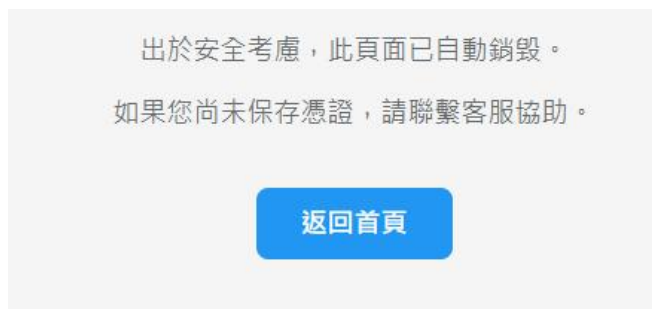 出於安全考慮，此頁面已自動銷毀。
如果您尚未保存憑證，請聯繫客服協助。
返回首頁